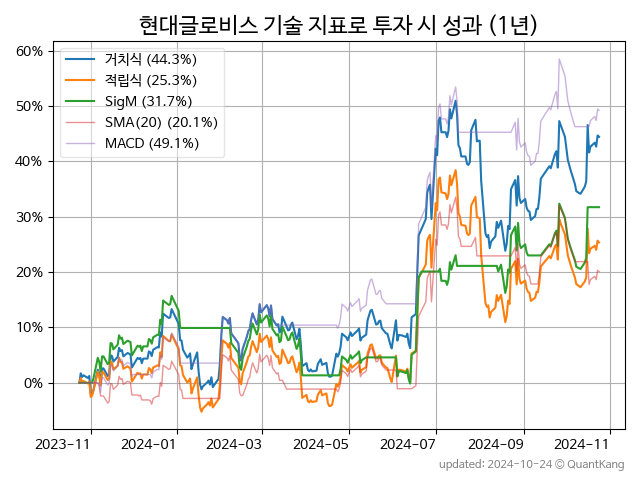 현대글로비스 기술 지표로 투자 시 성과 (1년)
60%
50%
40%
30%
20%
10%
0%
거치식 (44.3%)
적립식 (25.3%)
SigM (31.7%)
SMA(20) (20.1%)
MACD (49.1%)
2023-11 2024-01 2024-03 2024-05 2024-07 2024-09 2024-11
updated: 2024-10-24 © QuantKang